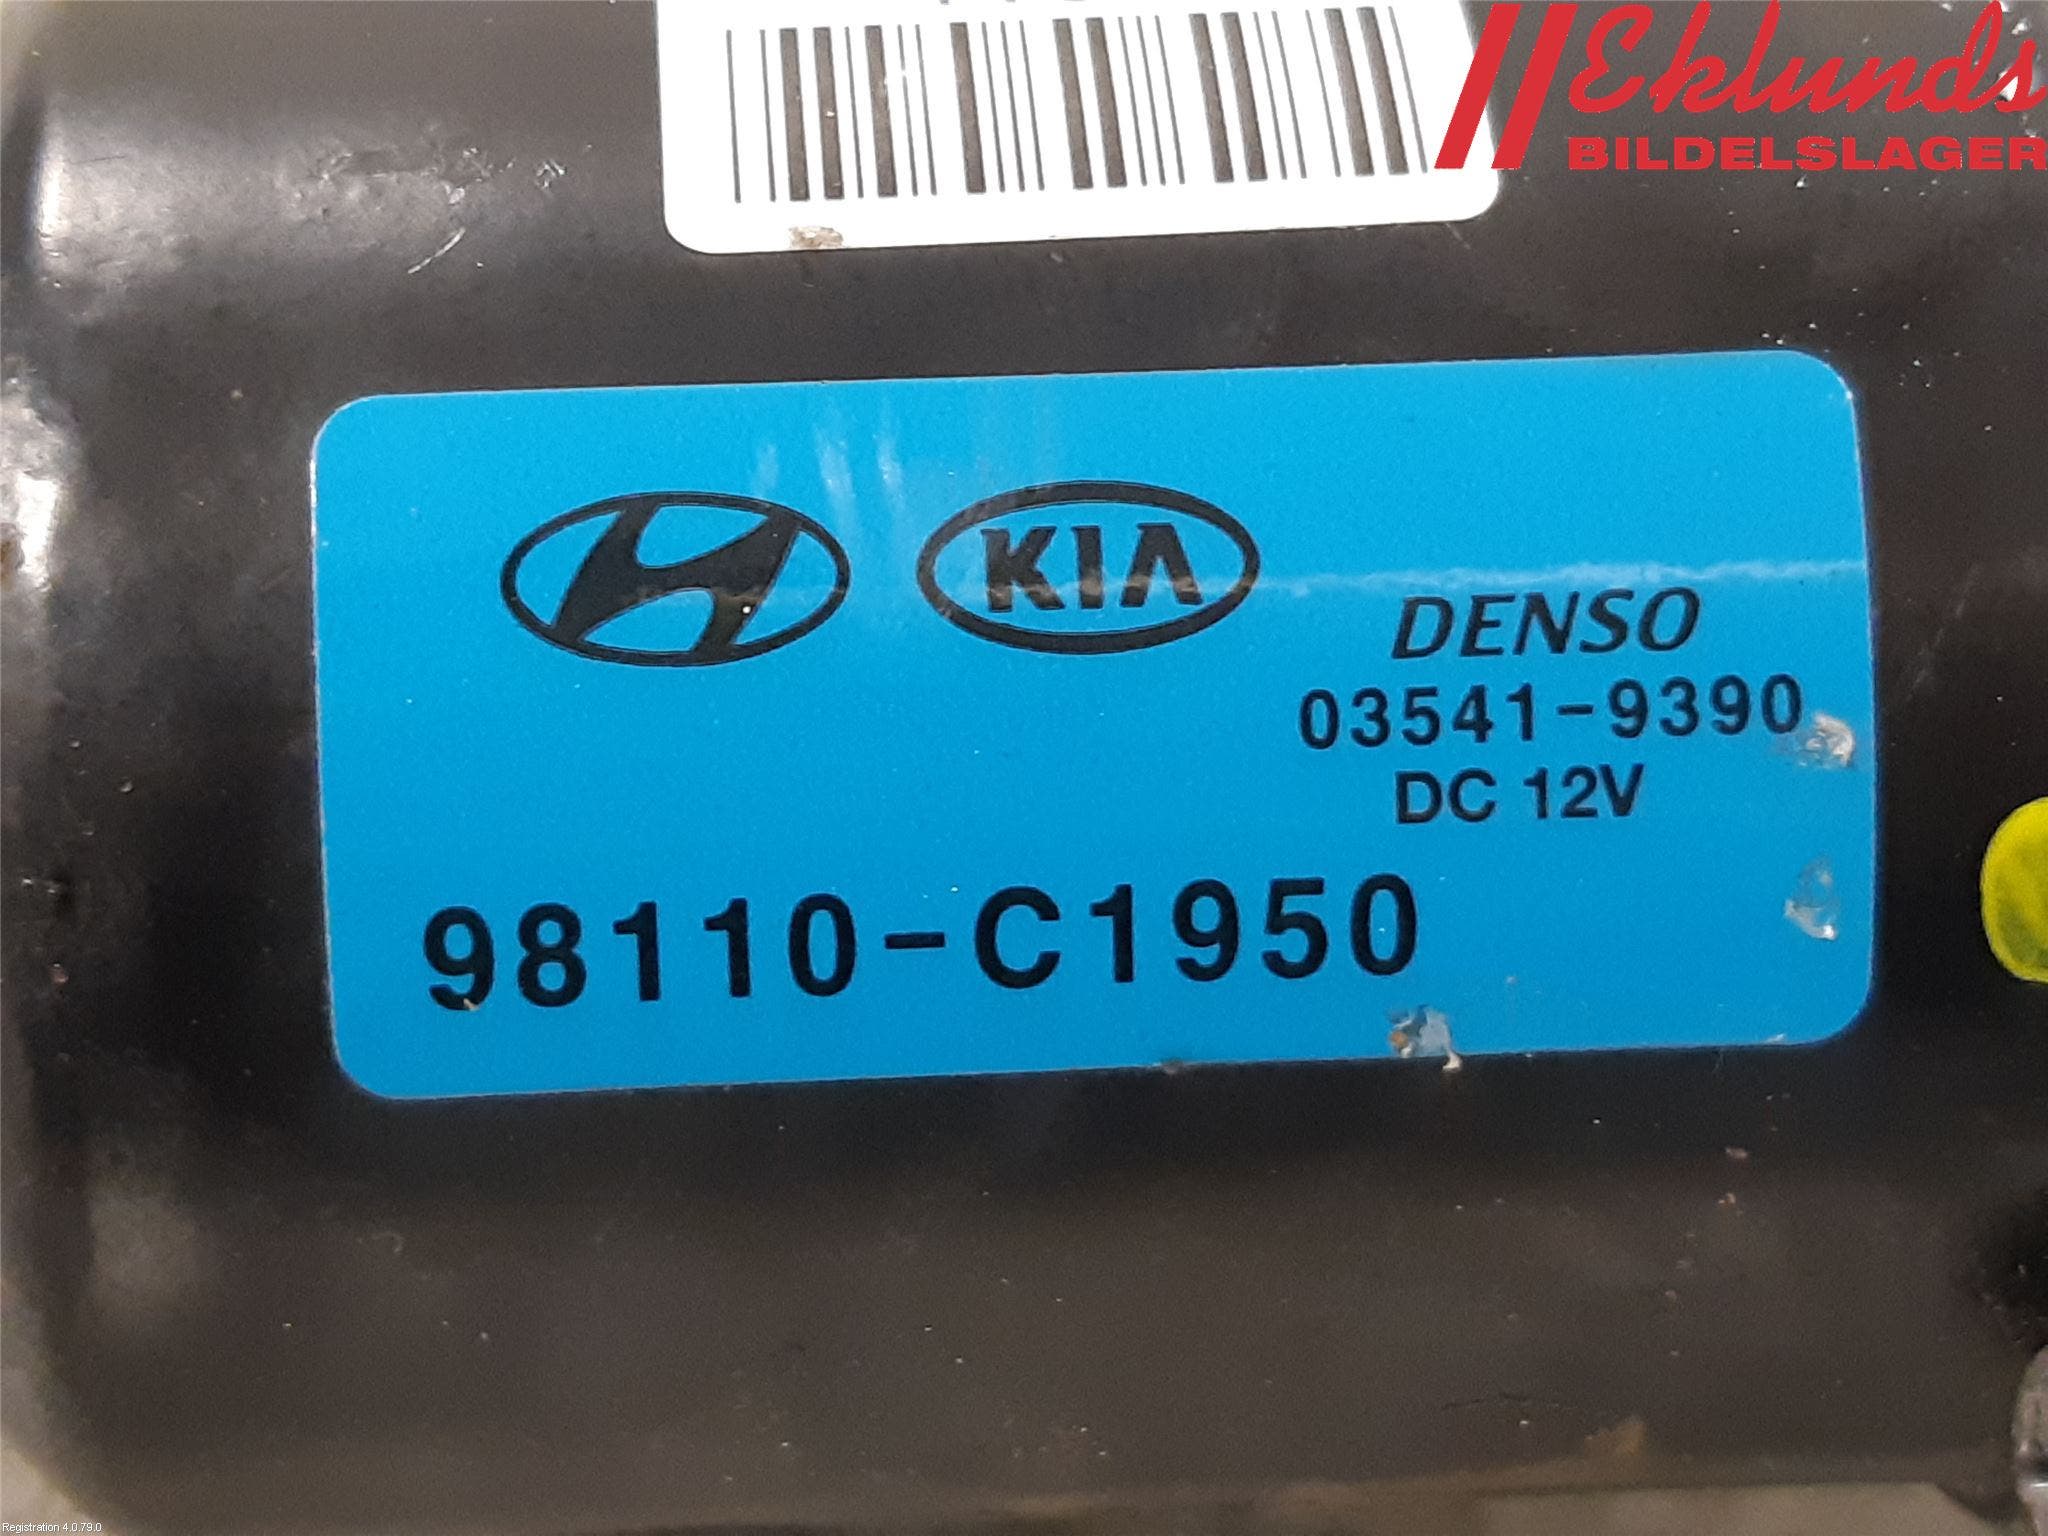 Eklunds
BILDELSLAGER
KIA
DENSO
03541-9390
DC 12V
98110-C1950
Registration 4.0.79.0